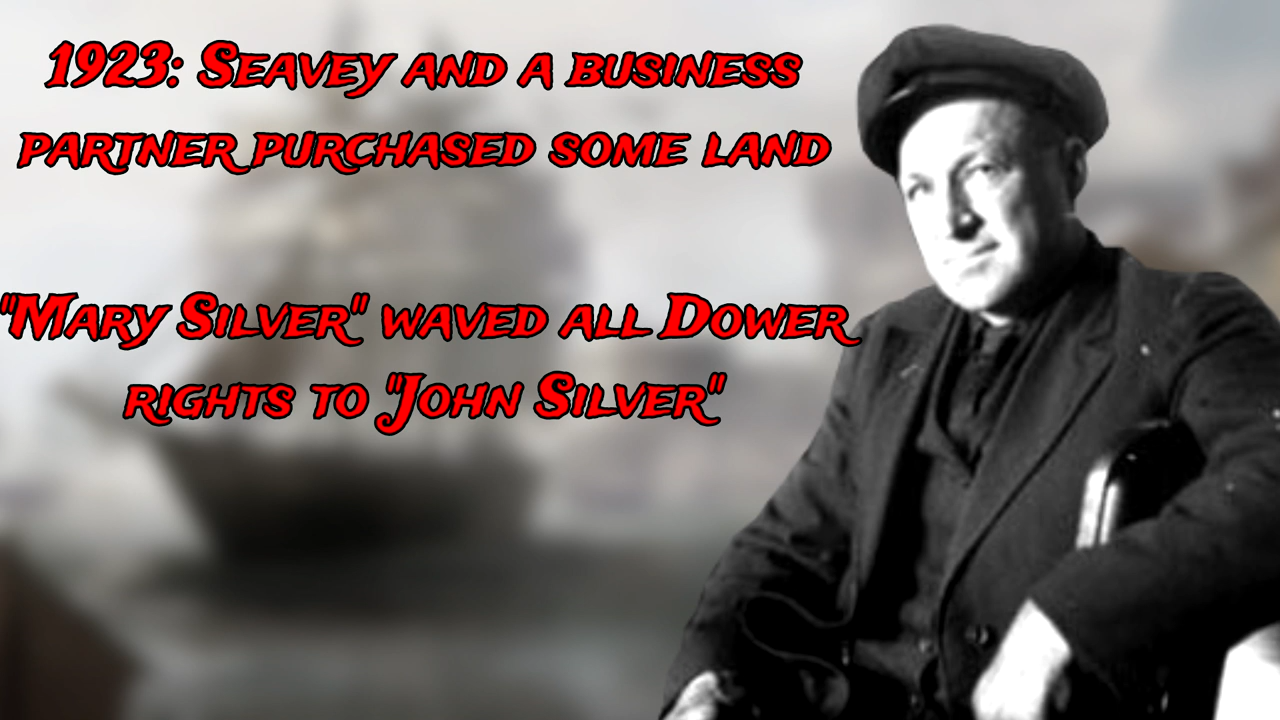 1923: Seavey and a business
partner purchased some land
"Mary Silver" waved all Dower
rights to "John Silver"